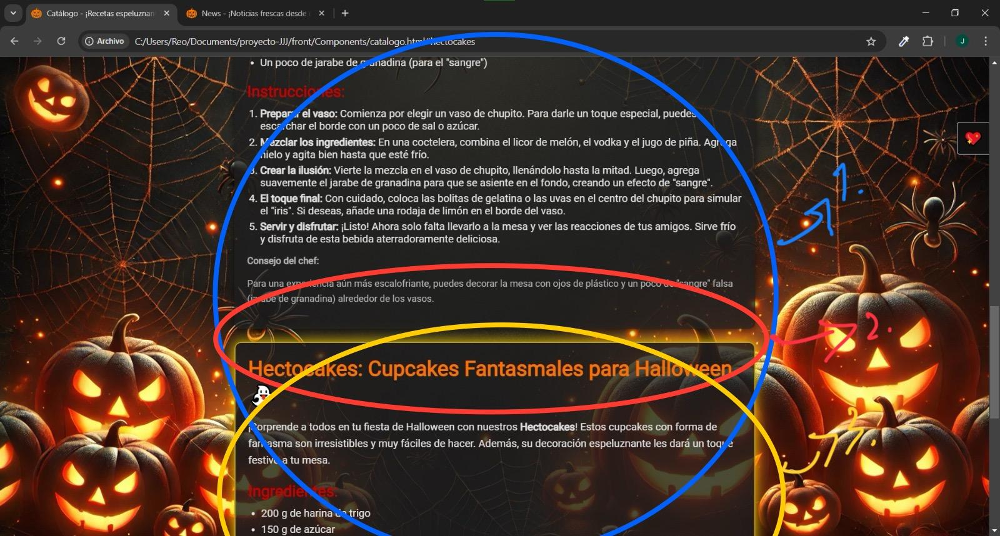 Catálogo - ¡Recetas espeluznan
News - ¡Noticias frescas desde
Archivo
C:/Users/Reo/Documents/proyecto-JJJ/front/Components/catalogo.html#hectocakes
J
• Un poco de jarabe de granadina (para el "sangre")
Instrucciones:
1. Preparar el vaso: Comienza por elegir un vaso de chupito. Para darle un toque especial, puedes
escarchar el borde con un poco de sal o azúcar.
2. Mezclar los ingredientes: En una coctelera, combina el licor de melón, el vodka y el jugo de piña. Agrega
hielo y agita bien hasta que esté frío.
3. Crear la ilusión: Vierte la mezcla en el vaso de chupito, llenándolo hasta la mitad. Luego, agrega
suavemente el jarabe de granadina para que se asiente en el fondo, creando un efecto de "sangre".
1.
4. El toque final: Con cuidado, coloca las bolitas de gelatina o las uvas en el centro del chupito para simular
el "iris". Si deseas, añade una rodaja de limón en el borde del vaso.
5. Servir y disfrutar: ¡Listo! Ahora solo falta llevarlo a la mesa y ver las reacciones de tus amigos. Sirve frío
y disfruta de esta bebida aterradoramente deliciosa.
Consejo del chef:
Para una experiencia aún más escalofriante, puedes decorar la mesa con ojos de plástico y un poco de "sangre" falsa
(jarabe de granadina) alrededor de los vasos.
2.
Hectocakes: Cupcakes Fantasmales para Halloween
👻
¡Sorprende a todos en tu fiesta de Halloween con nuestros Hectocakes! Estos cupcakes con forma de
fantasma son irresistibles y muy fáciles de hacer. Además, su decoración espeluznante les dará un toque
festivo a tu mesa.
3.
Ingredientes:
• 200 g de harina de trigo
• 150 g de azúcar